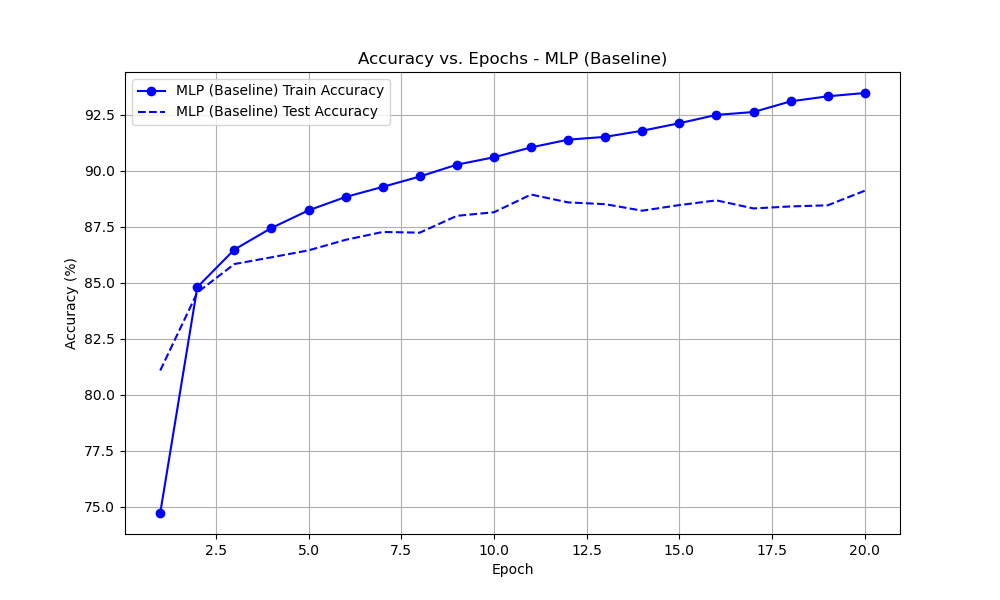 Accuracy vs. Epochs - MLP (Baseline)
MLP (Baseline) Train Accuracy
MLP (Baseline) Test Accuracy
Accuracy (%)
92.5
90.0
87.5
85.0
82.5
80.0
77.5
75.0
2.5 5.0 7.5 10.0 12.5 15.0 17.5 20.0
Epoch